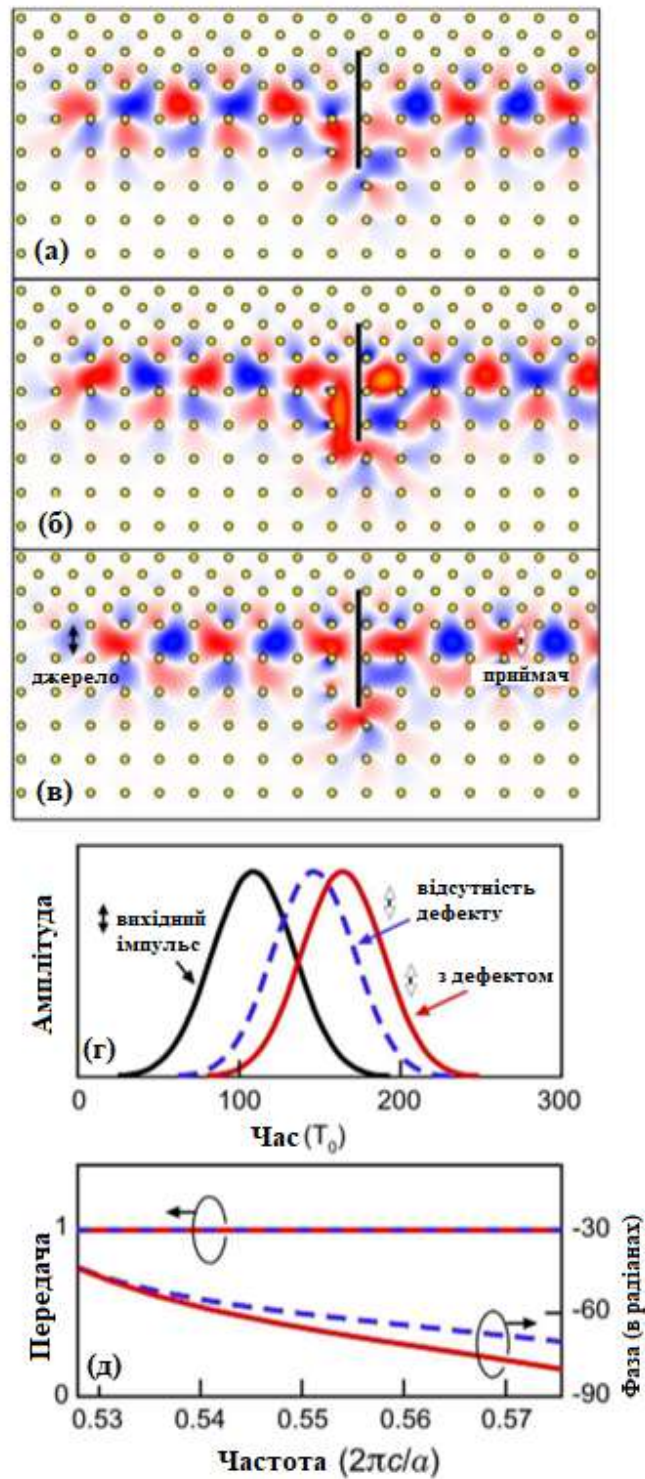 (а)
(б)
джерело
приймач
(в)
Амплітуда
вихідний
імпульс
відсутність
дефекту
з дефектом
(г)
0
100
200
300
Час (T₀)
Передача
1
0
-30
-60
-90
Фаза (в радіанах)
(д)
0.53
0.54
0.55
0.56
0.57
Частота (2πc/a)